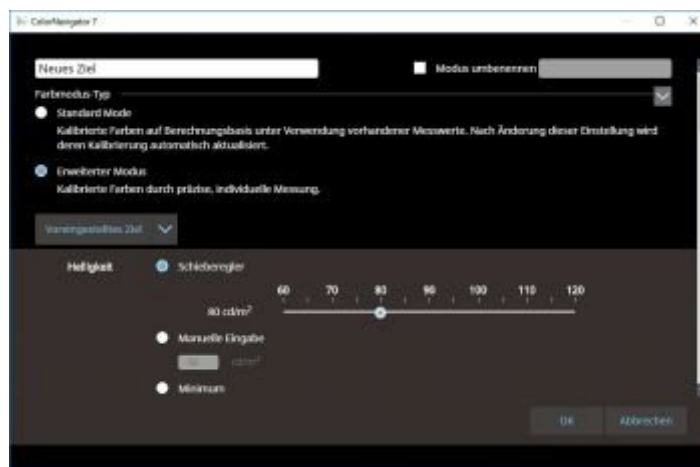 ColorNavigator 7
Neues Ziel
Modus umbenennen
Farbmodus-Typ
Standard Mode
Kalibrierte Farben auf Berechnungsbasis unter Verwendung vorhandener Messwerte. Nach Änderung dieser Einstellung wird
deren Kalibrierung automatisch aktualisiert.
Erweiterter Modus
Kalibrierte Farben durch präzise, individuelle Messung.
Voreingestelltes Ziel
Helligkeit
Schieberegler
60 70 80 90 100 110 120
80 cd/m²
Manuelle Eingabe
cd/m²
Minimum
OK Abbrechen